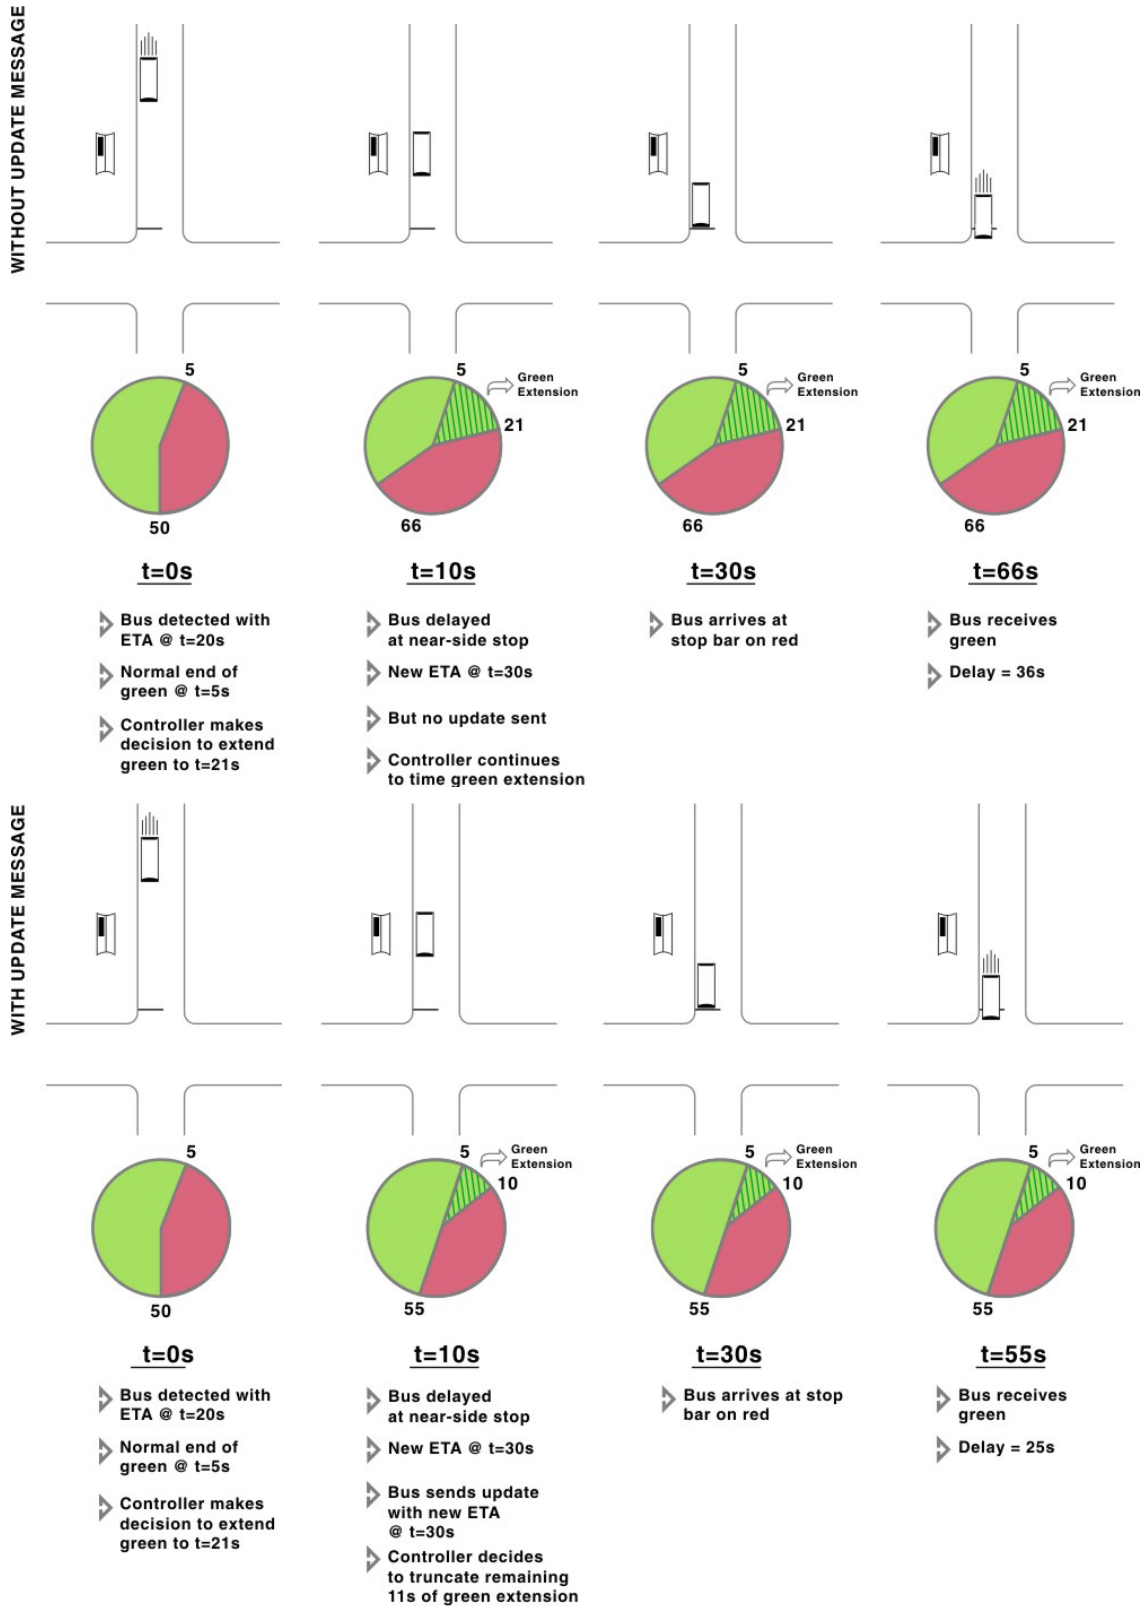 WITHOUT UPDATE MESSAGE
5
50
t=0s
Bus detected with
ETA @ t=20s
Normal end of
green @ t=5s
Controller makes
decision to extend
green to t=21s
5
Green
Extension
21
66
t=10s
Bus delayed
at near-side stop
New ETA @ t=30s
But no update sent
Controller continues
to time green extension
5
Green
Extension
21
66
t=30s
Bus arrives at
stop bar on red
5
Green
Extension
21
66
t=66s
Bus receives
green
Delay = 36s
WITH UPDATE MESSAGE
5
50
t=0s
Bus detected with
ETA @ t=20s
Normal end of
green @ t=5s
Controller makes
decision to extend
green to t=21s
5
Green
Extension
10
55
t=10s
Bus delayed
at near-side stop
New ETA @ t=30s
Bus sends update
with new ETA
@ t=30s
Controller decides
to truncate remaining
11s of green extension
5
Green
Extension
10
55
t=30s
Bus arrives at stop
bar on red
5
Green
Extension
10
55
t=55s
Bus receives
green
Delay = 25s